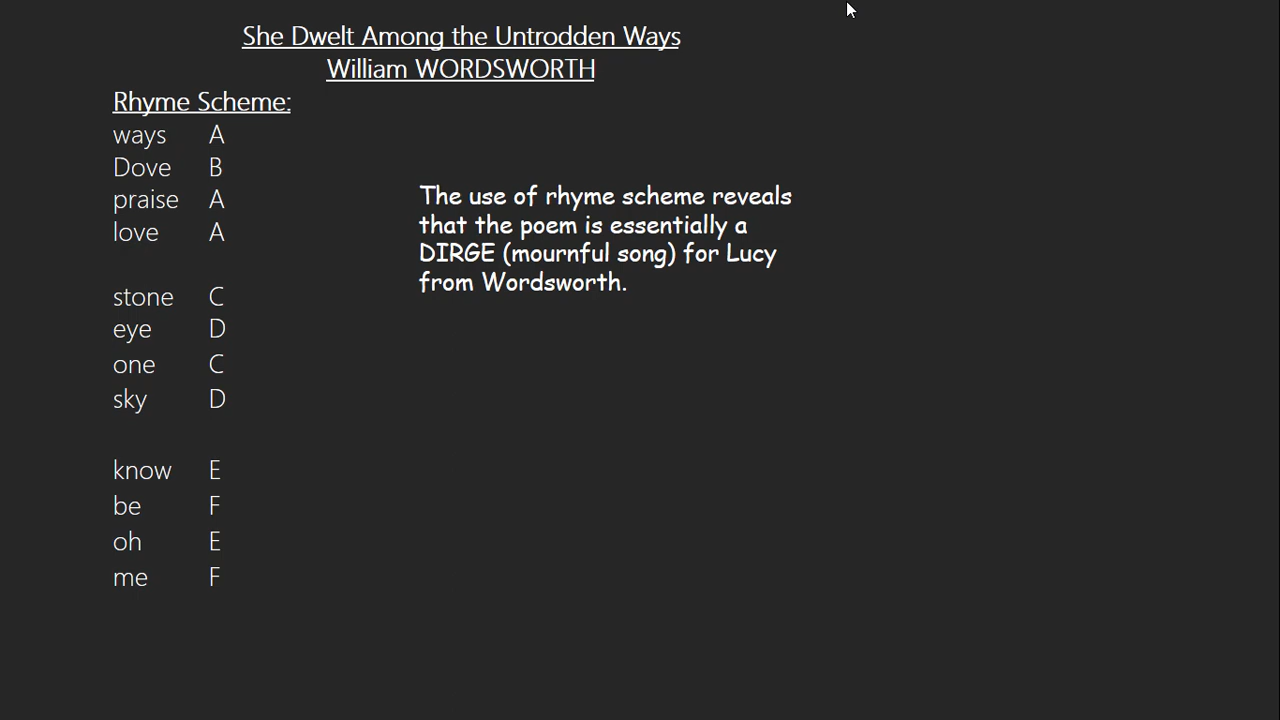 She Dwelt Among the Untrodden Ways
William WORDSWORTH
Rhyme Scheme:
ways A
Dove B
praise A
love A
stone C
eye D
one C
sky D
know E
be F
oh E
me F
The use of rhyme scheme reveals
that the poem is essentially a
DIRGE (mournful song) for Lucy
from Wordsworth.